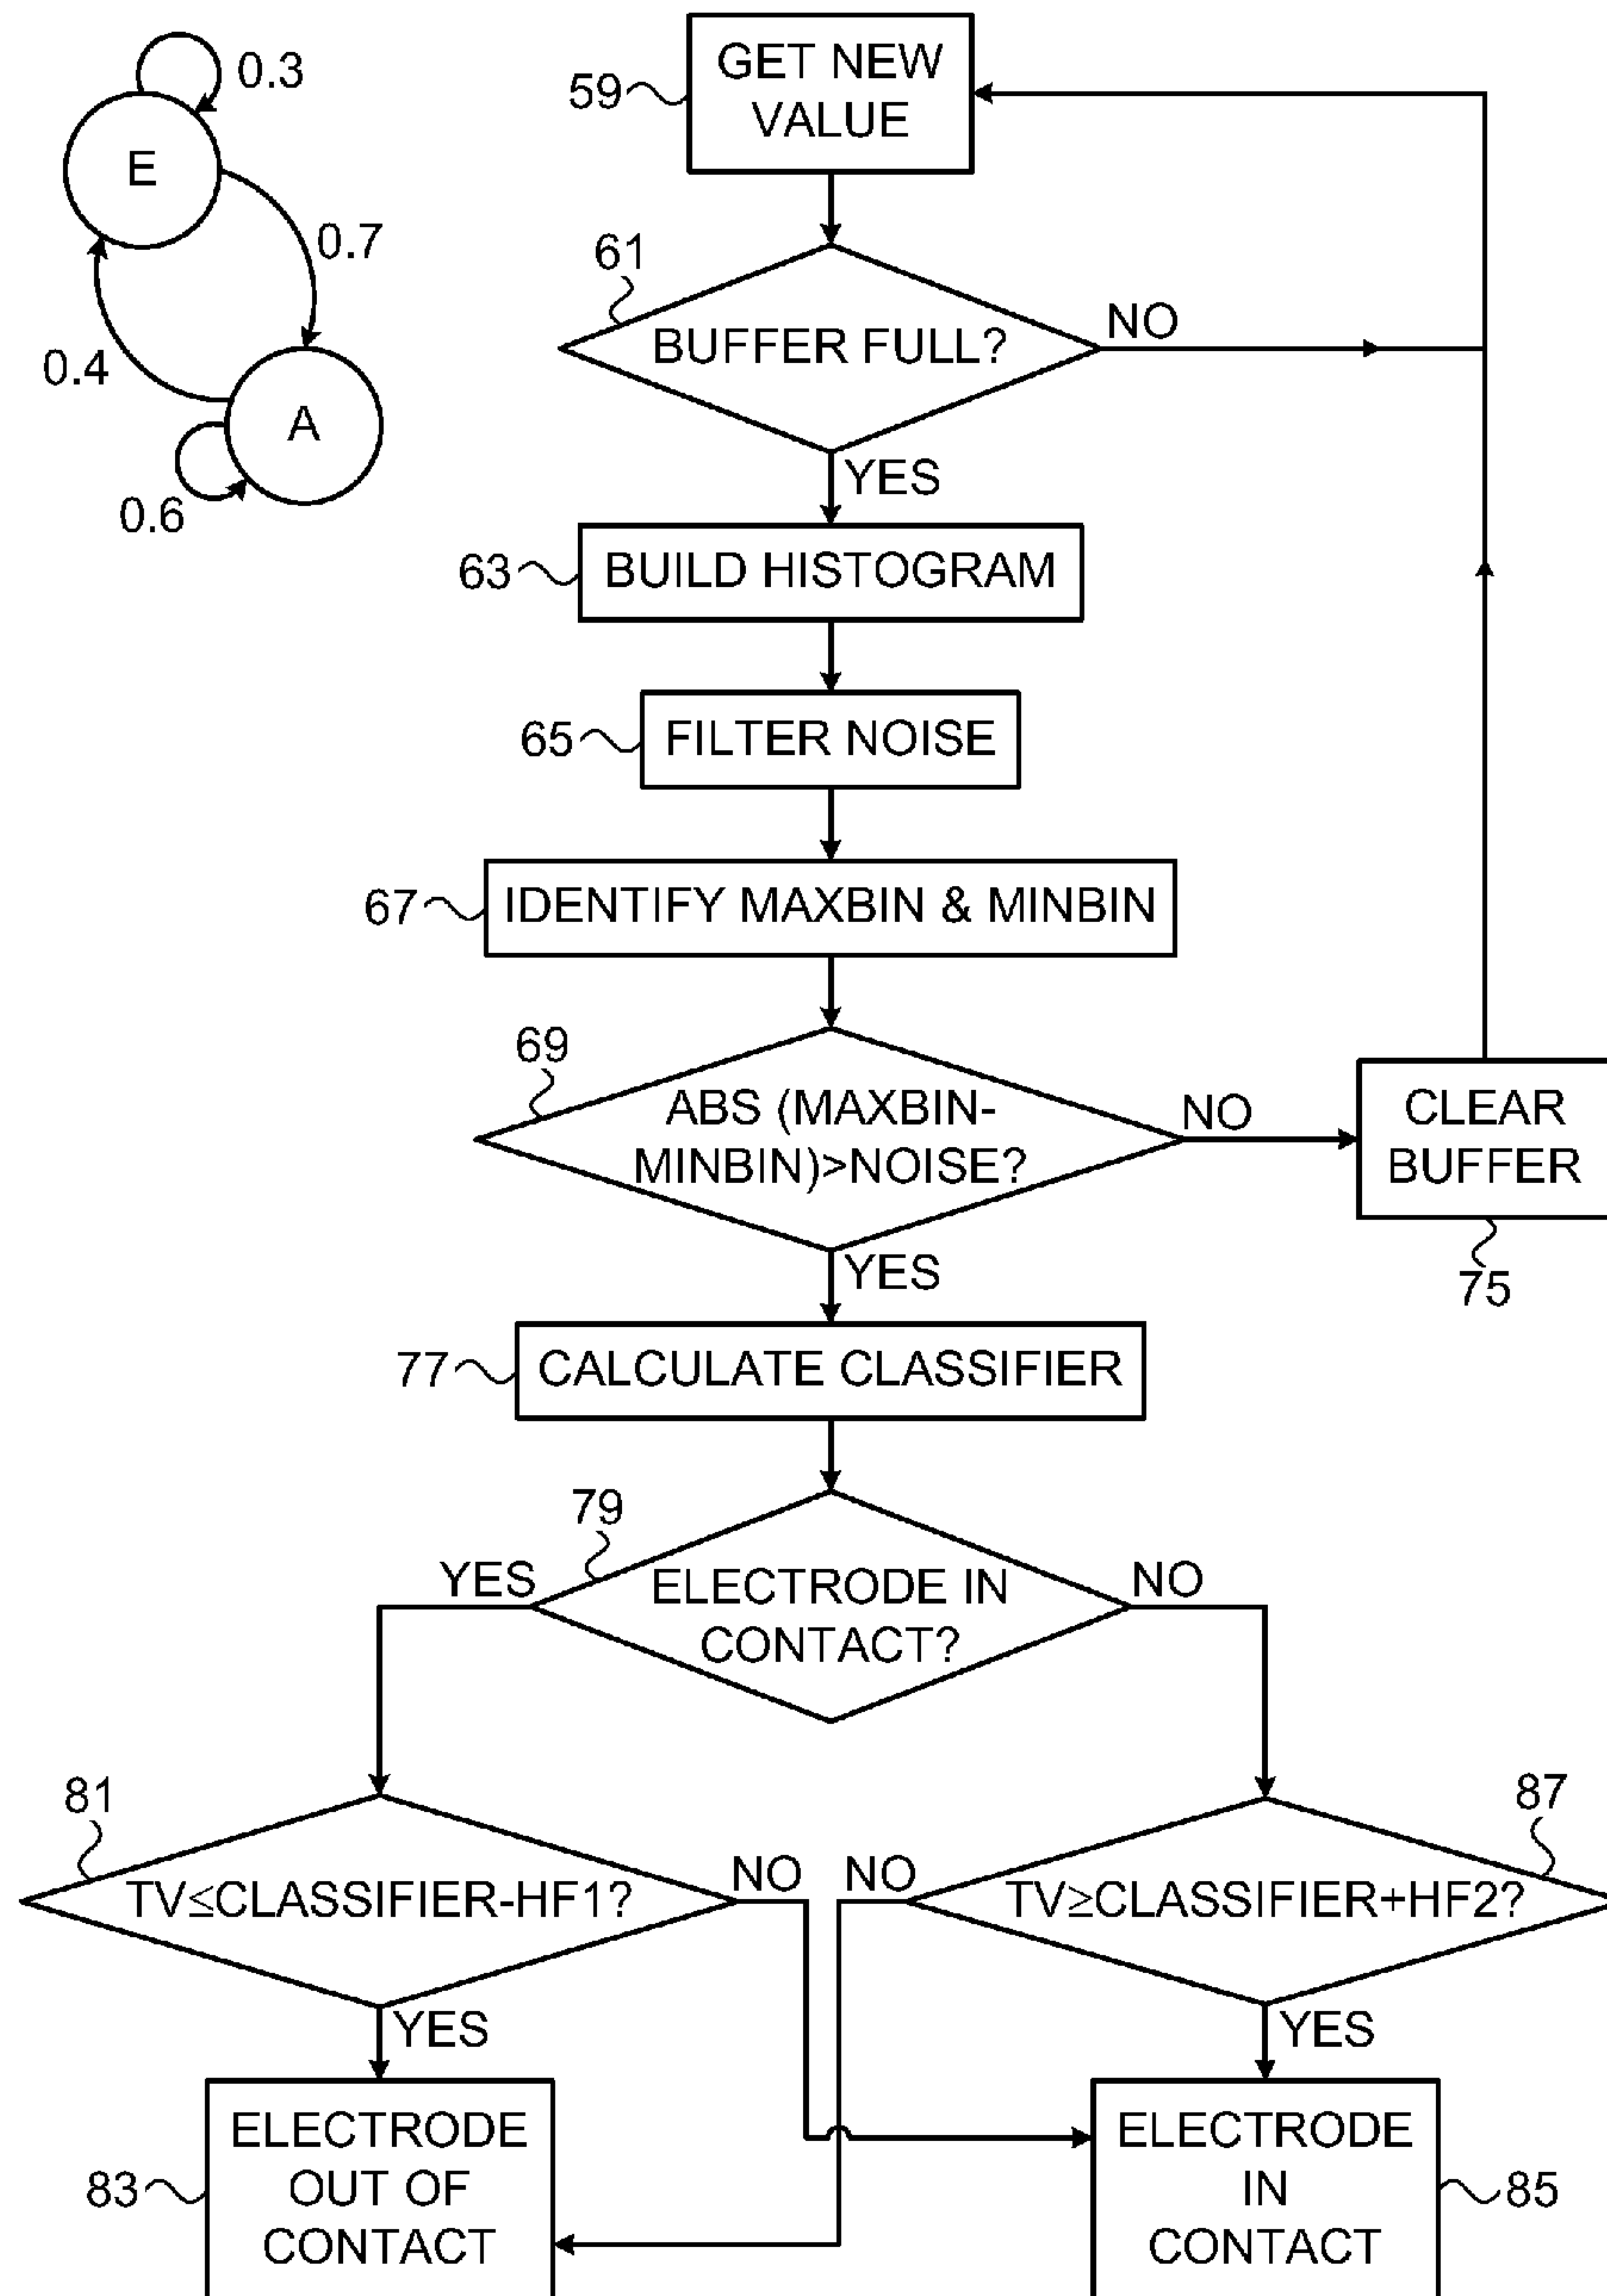 0.3
E
0.7
0.4
A
0.6
59
GET NEW
VALUE
61
BUFFER FULL?
NO
YES
63
BUILD HISTOGRAM
65
FILTER NOISE
67
IDENTIFY MAXBIN & MINBIN
69
ABS (MAXBIN-
MINBIN)>NOISE?
NO
CLEAR
BUFFER
75
YES
77
CALCULATE CLASSIFIER
79
YES
ELECTRODE IN
CONTACT?
NO
81
TV≤CLASSIFIER-HF1?
NO
NO
87
TV≥CLASSIFIER+HF2?
YES
YES
83
ELECTRODE
OUT OF
CONTACT
ELECTRODE
IN
CONTACT
85